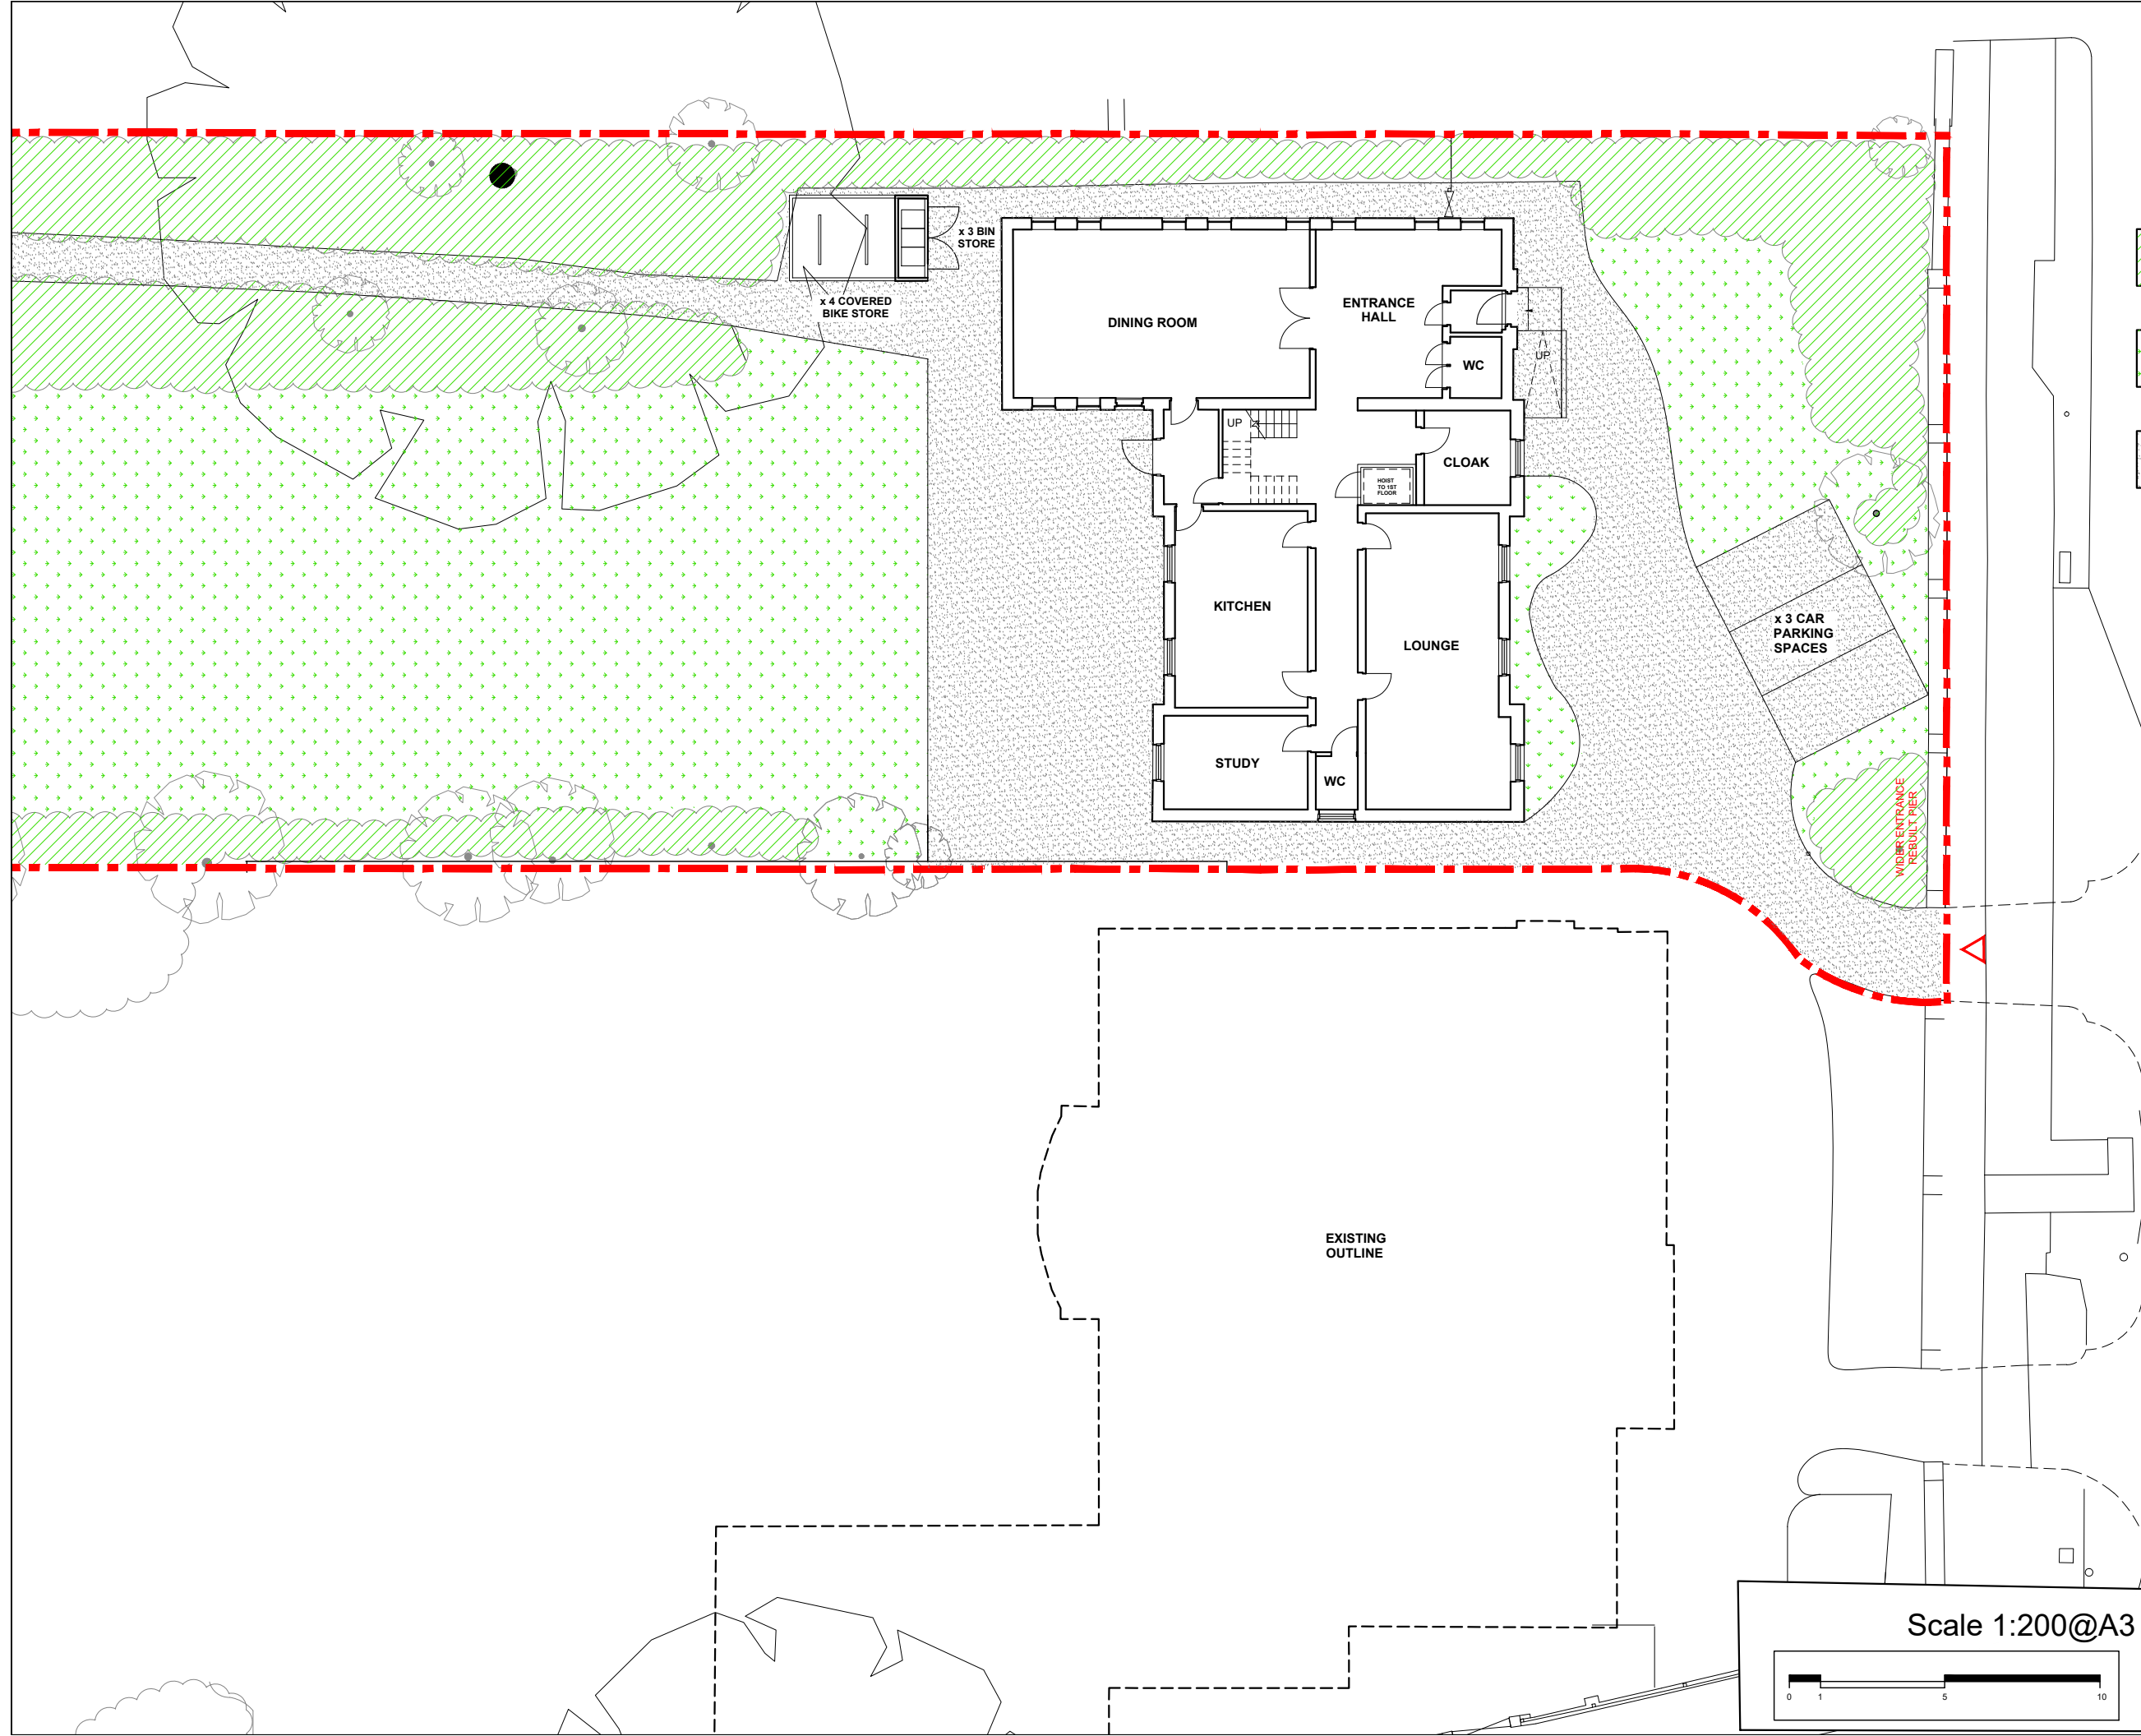 x 3 BIN
STORE
x 4 COVERED
BIKE STORE
DINING ROOM
ENTRANCE
HALL
UP
WC
UP
CLOAK
HOIST
TO 1ST
FLOOR
KITCHEN
LOUNGE
x 3 CAR
PARKING
SPACES
STUDY
WC
WIDER ENTRANCE
REBUILT PIER
EXISTING
OUTLINE
Scale 1:200@A3
0 1 5 10